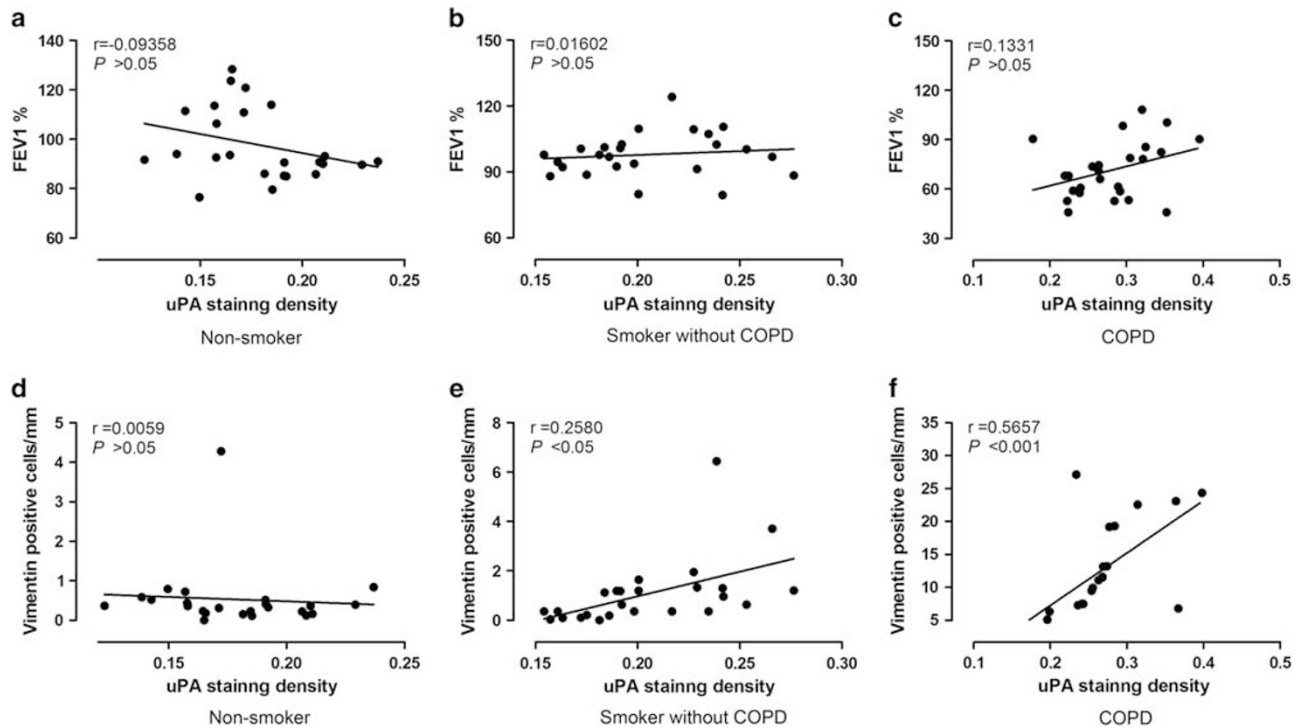 a
r=-0.09358
P >0.05
FEV1 %
140
120
100
80
60
0.15
0.20
0.25
uPA stainng density
Non-smoker
b
r=0.01602
P >0.05
FEV1 %
150
120
90
60
0.15
0.20
0.25
0.30
uPA stainng density
Smoker without COPD
c
r=0.1331
P >0.05
FEV1 %
150
120
90
60
30
0.1
0.2
0.3
0.4
0.5
uPA stainng density
COPD
d
r =0.0059
P >0.05
Vimentin positive cells/mm
5
4
3
2
1
0
0.15
0.20
0.25
uPA stainng density
Non-smoker
e
r =0.2580
P <0.05
Vimentin positive cells/mm
8
6
4
2
0
0.15
0.20
0.25
0.30
uPA stainng density
Smoker without COPD
f
r =0.5657
P <0.001
Vimentin positive cells/mm
35
30
25
20
15
10
5
0.1
0.2
0.3
0.4
0.5
uPA stainng density
COPD